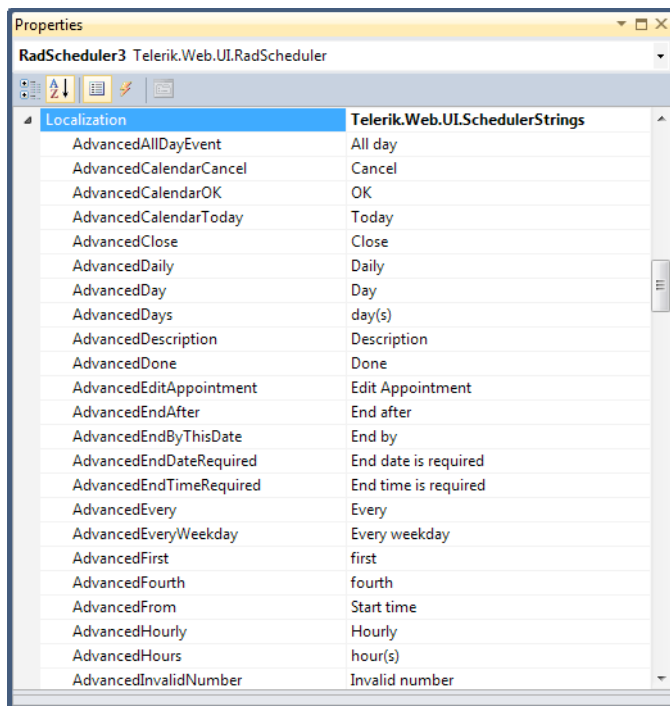 Properties
RadScheduler3 Telerik.Web.UI.RadScheduler
Localization Telerik.Web.UI.SchedulerStrings
AdvancedAllDayEvent All day
AdvancedCalendarCancel Cancel
AdvancedCalendarOK OK
AdvancedCalendarToday Today
AdvancedClose Close
AdvancedDaily Daily
AdvancedDay Day
AdvancedDays day(s)
AdvancedDescription Description
AdvancedDone Done
AdvancedEditAppointment Edit Appointment
AdvancedEndAfter End after
AdvancedEndByThisDate End by
AdvancedEndDateRequired End date is required
AdvancedEndTimeRequired End time is required
AdvancedEvery Every
AdvancedEveryWeekday Every weekday
AdvancedFirst first
AdvancedFourth fourth
AdvancedFrom Start time
AdvancedHourly Hourly
AdvancedHours hour(s)
AdvancedInvalidNumber Invalid number